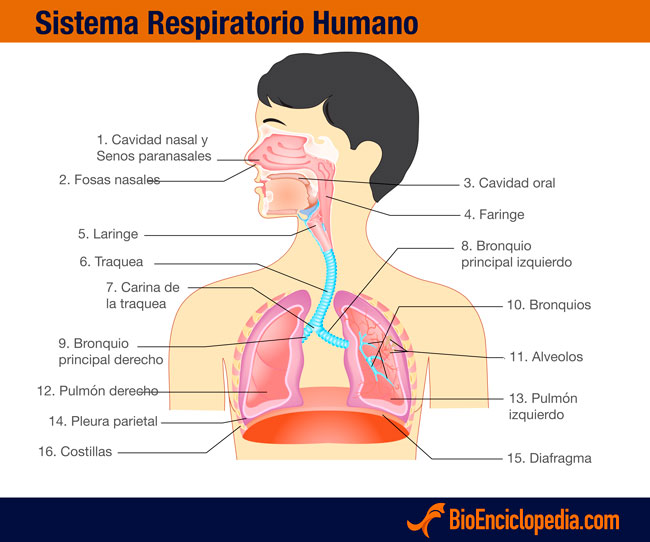 Sistema Respiratorio Humano
1. Cavidad nasal y
Senos paranasales
2. Fosas nasales
3. Cavidad oral
4. Faringe
5. Laringe
6. Traquea
7. Carina de
la traquea
8. Bronquio
principal izquierdo
9. Bronquio
principal derecho
10. Bronquios
11. Alveolos
12. Pulmón derecho
13. Pulmón
izquierdo
14. Pleura parietal
15. Diafragma
16. Costillas
BioEnciclopedia.com